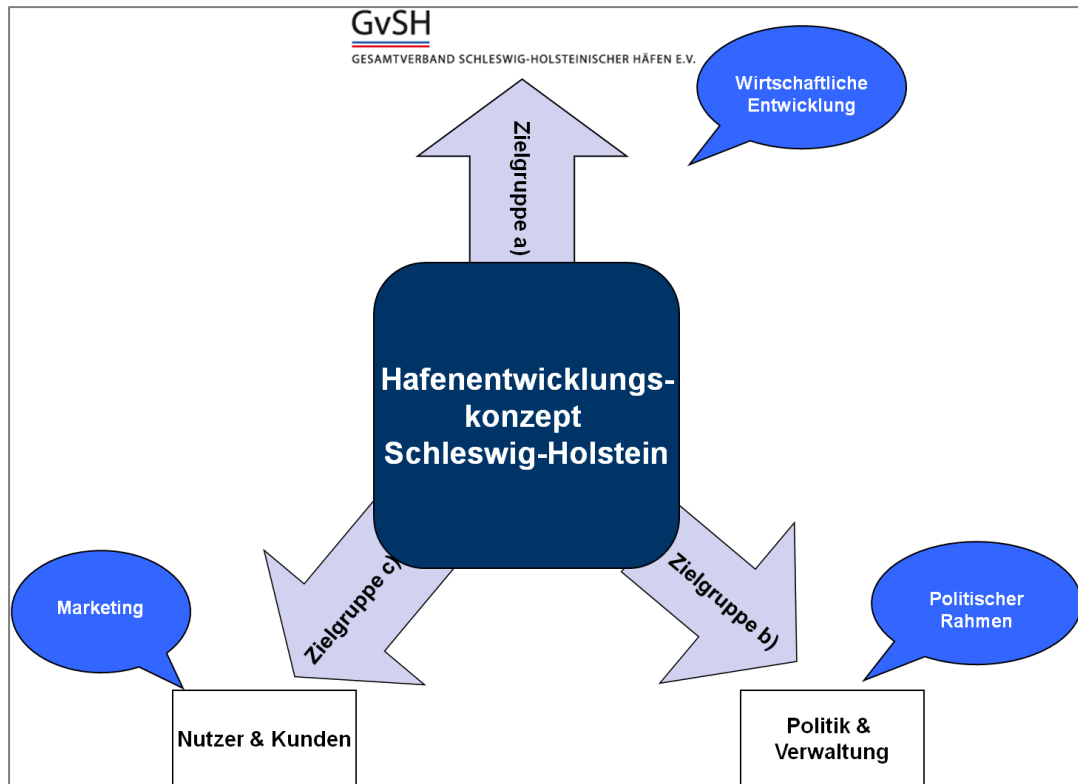 GvSH
GESAMTVERBAND SCHLESWIG-HOLSTEINISCHER HÄFEN E.V.
Wirtschaftliche
Entwicklung
Zielgruppe a)
Hafenentwicklungs-
konzept
Schleswig-Holstein
Zielgruppe c)
Zielgruppe b)
Marketing
Politischer
Rahmen
Nutzer & Kunden
Politik &
Verwaltung